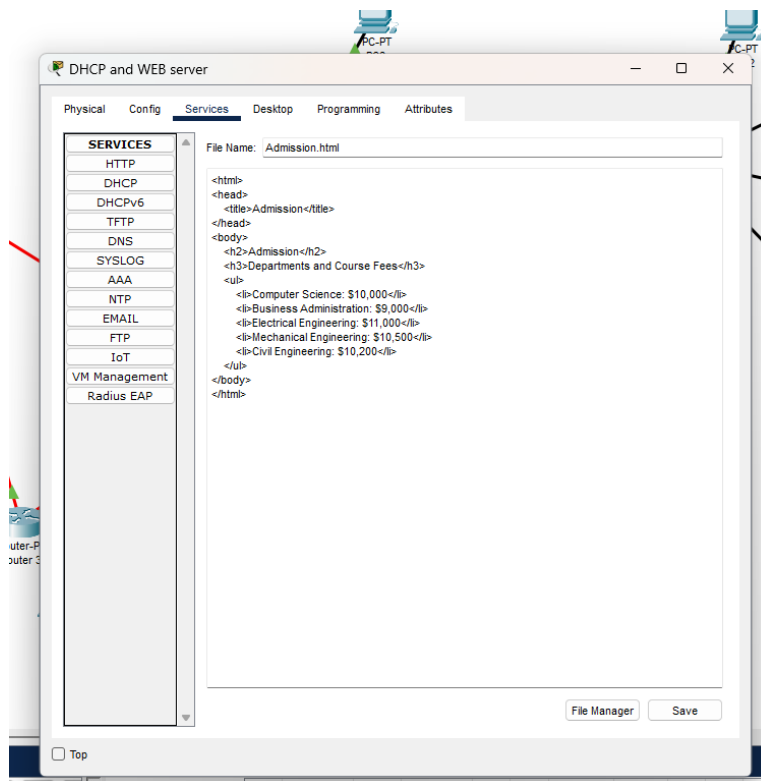 PC-PT
PC-PT
2
DHCP and WEB server
Physical Config Services Desktop Programming Attributes
SERVICES
HTTP
DHCP
DHCPv6
TFTP
DNS
SYSLOG
AAA
NTP
EMAIL
FTP
IoT
VM Management
Radius EAP
File Name: Admission.html
<html>
<head>
<title>Admission</title>
</head>
<body>
<h2>Admission</h2>
<h3>Departments and Course Fees</h3>
<ul>
<li>Computer Science: $10,000</li>
<li>Business Administration: $9,000</li>
<li>Electrical Engineering: $11,000</li>
<li>Mechanical Engineering: $10,500</li>
<li>Civil Engineering: $10,200</li>
</ul>
</body>
</html>
File Manager Save
uter-P
outer 3
Top